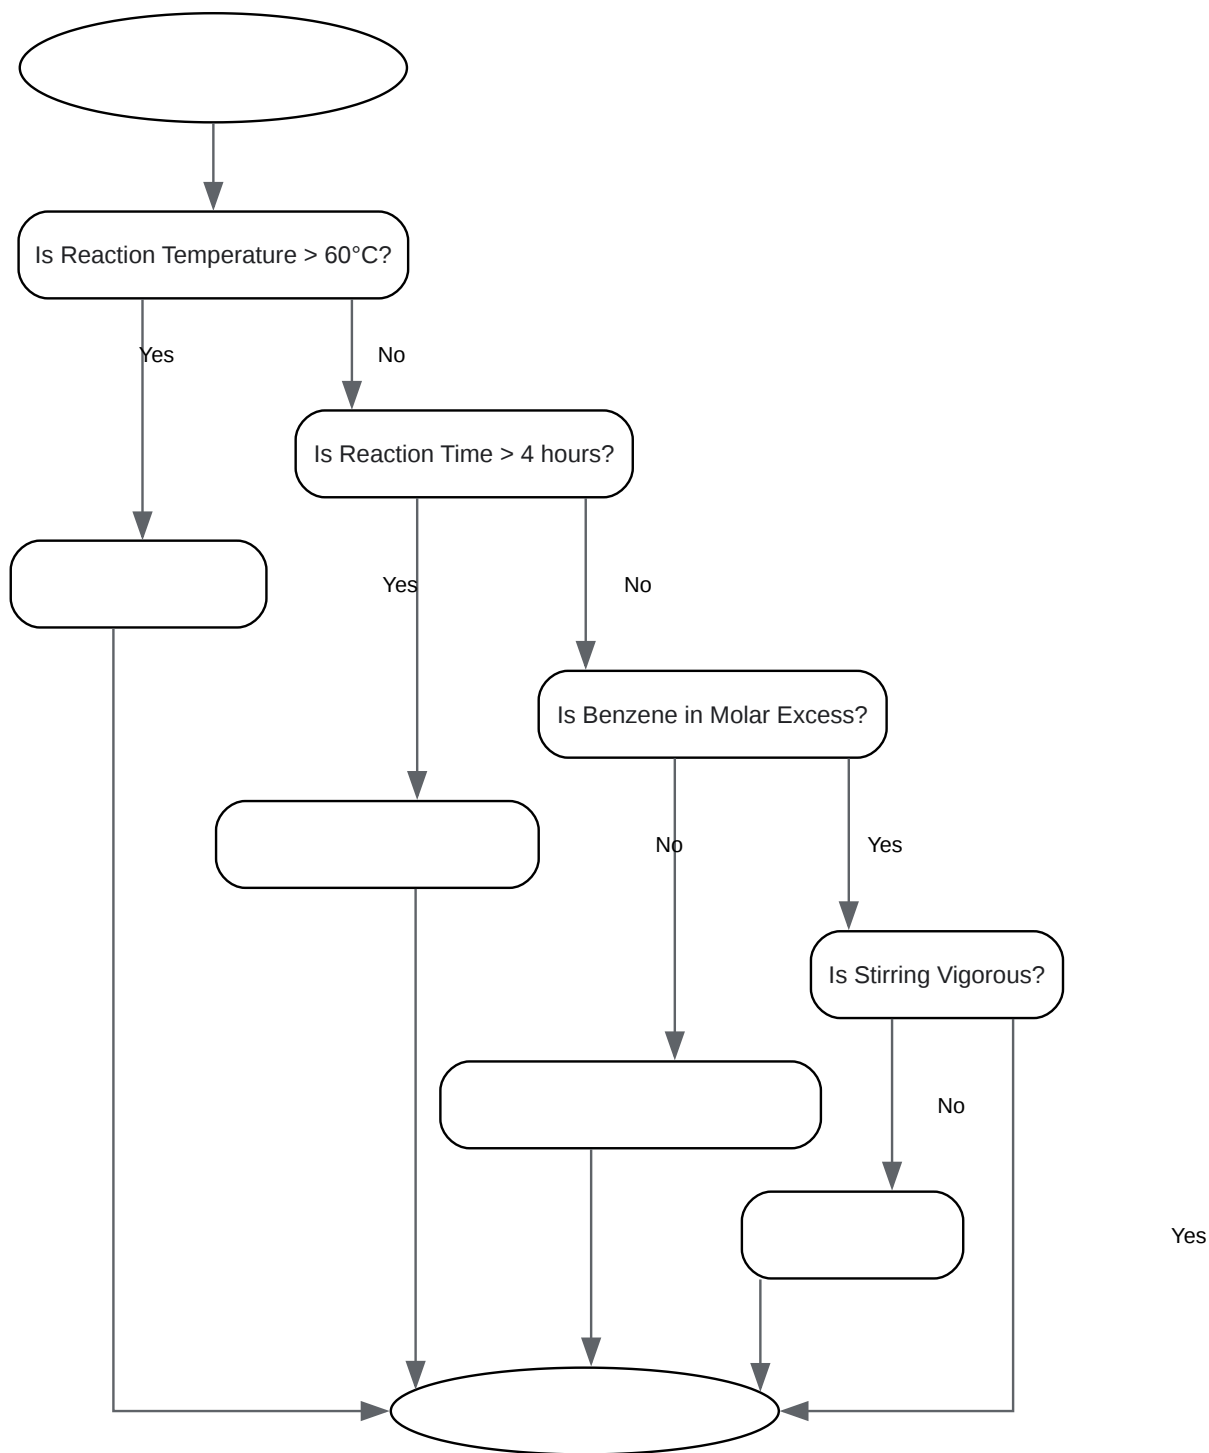 Is Reaction Temperature > 60°C?
Yes
No
Is Reaction Time > 4 hours?
Yes
No
Is Benzene in Molar Excess?
No
Yes
Is Stirring Vigorous?
No
Yes